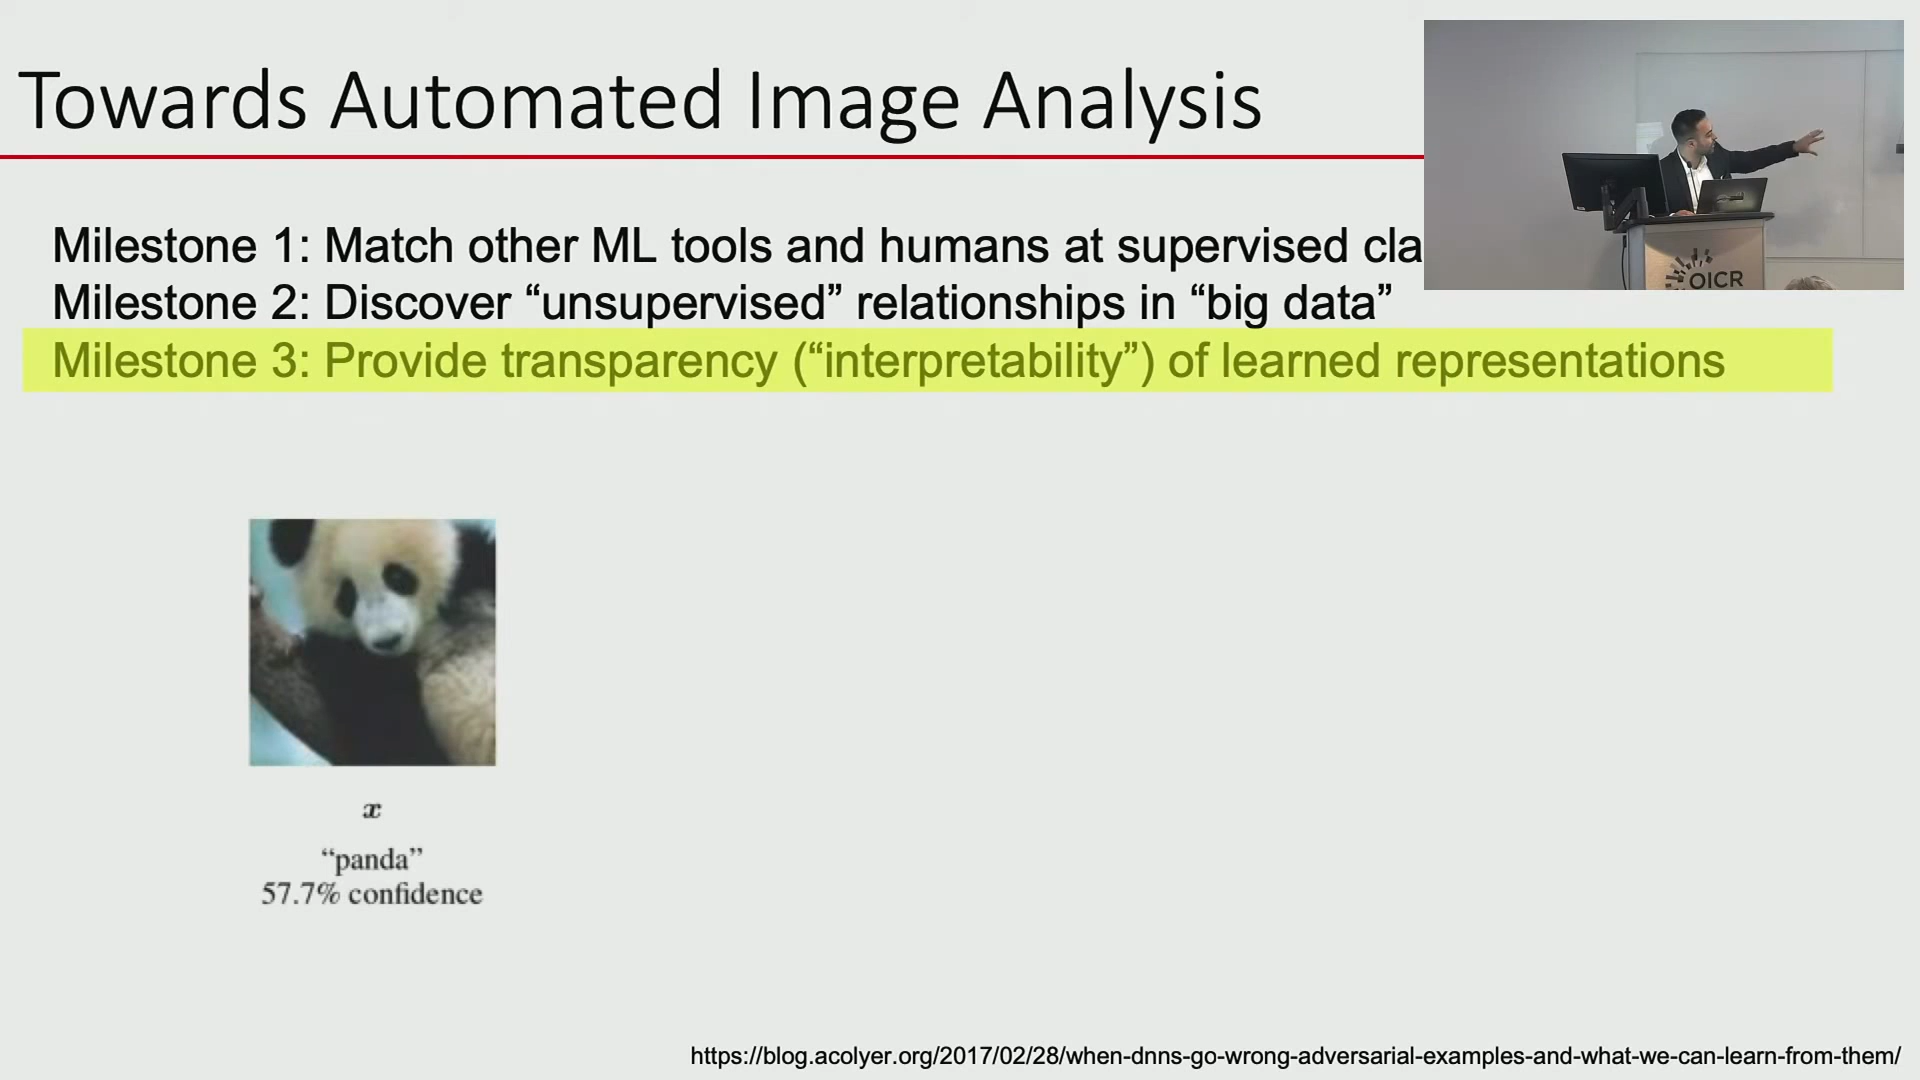 Towards Automated Image Analysis
Milestone 1: Match other ML tools and humans at supervised cla
Milestone 2: Discover “unsupervised” relationships in “big data”
Milestone 3: Provide transparency (“interpretability”) of learned representations
OICR
x
“panda”
57.7% confidence
https://blog.acolyer.org/2017/02/28/when-dnns-go-wrong-adversarial-examples-and-what-we-can-learn-from-them/